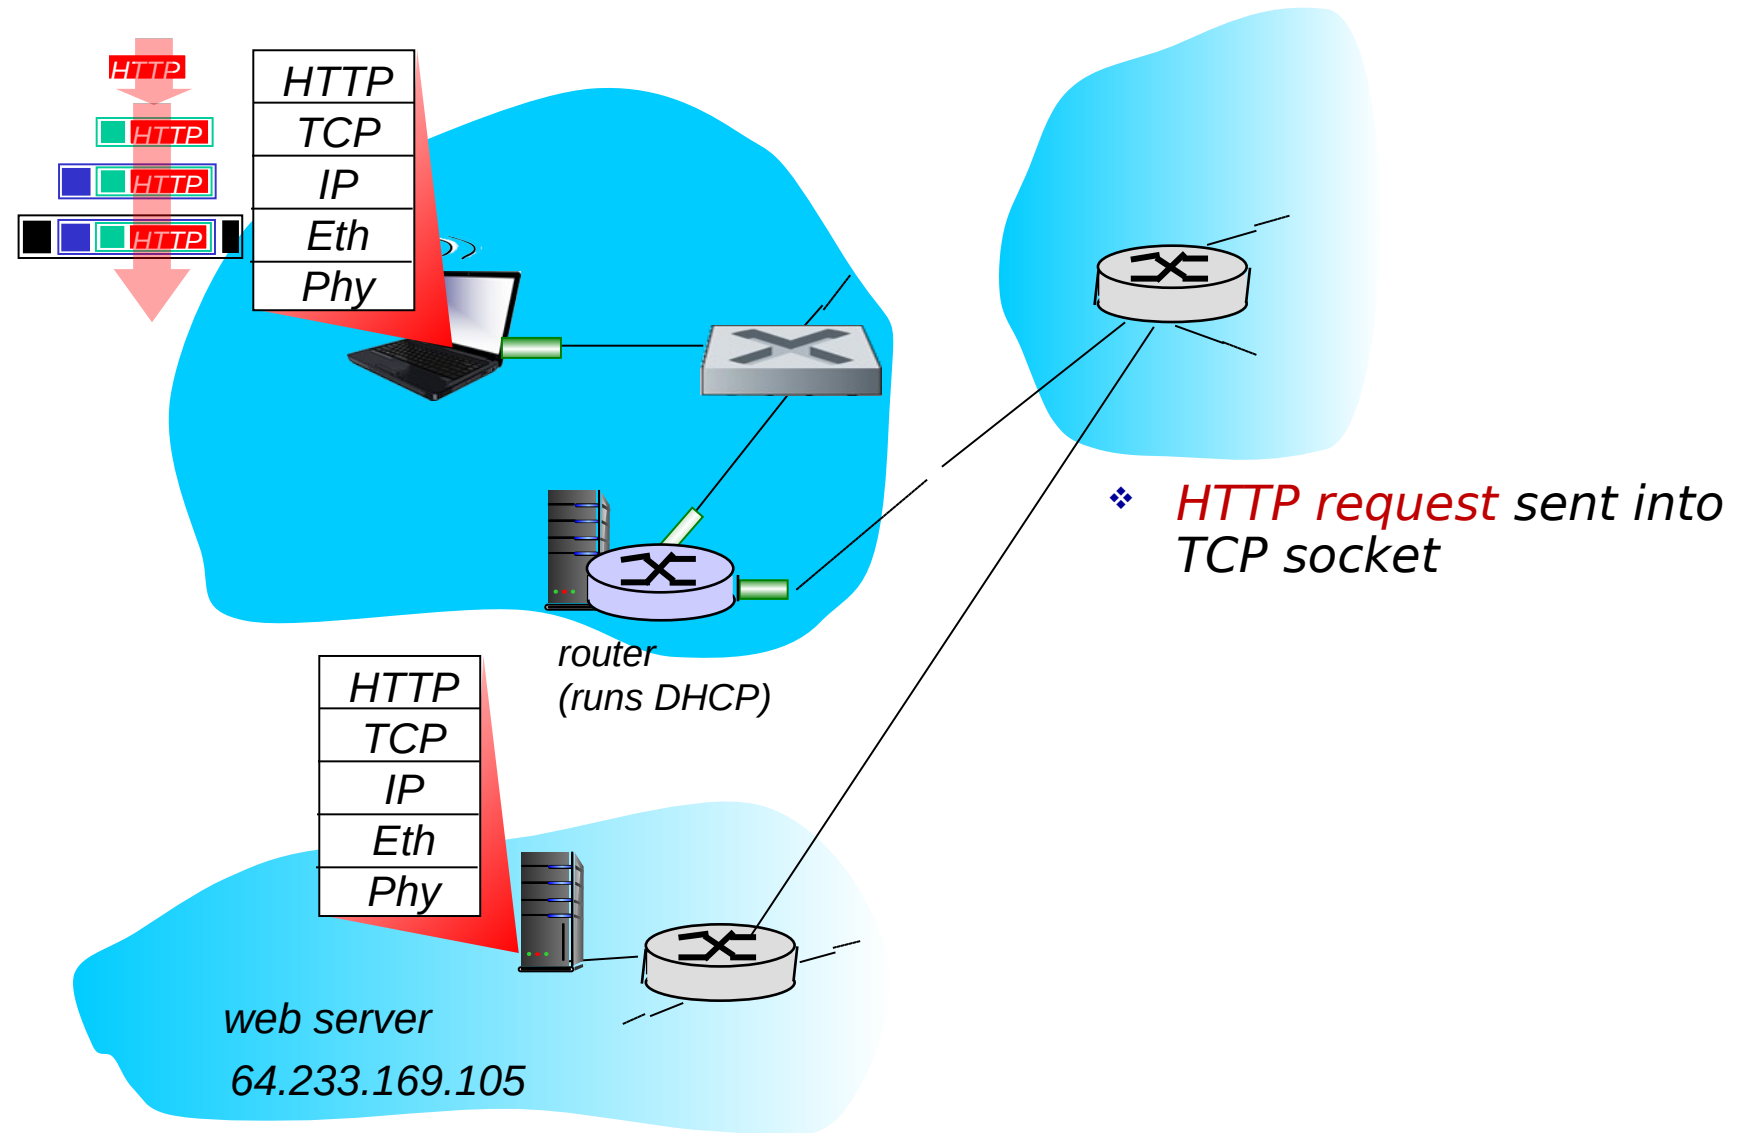 HTTP
HTTP
HTTP
HTTP
HTTP
TCP
IP
Eth
Phy
❖ HTTP request sent into
TCP socket
router
(runs DHCP)
HTTP
TCP
IP
Eth
Phy
web server
64.233.169.105